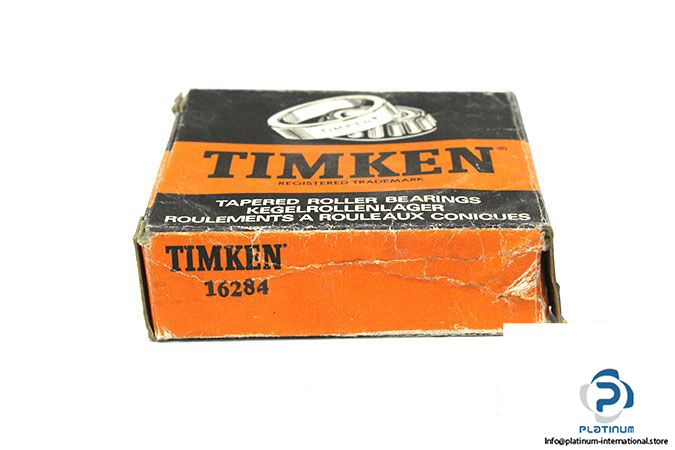 TIMKEN
TIMKEN®
REGISTERED TRADEMARK
TAPERED ROLLER BEARINGS
KEGELROLLENLAGER
ROULEMENTS A ROULEAUX CONIQUES
TIMKEN
16284
PLATINUM
Info@platinum-international.store